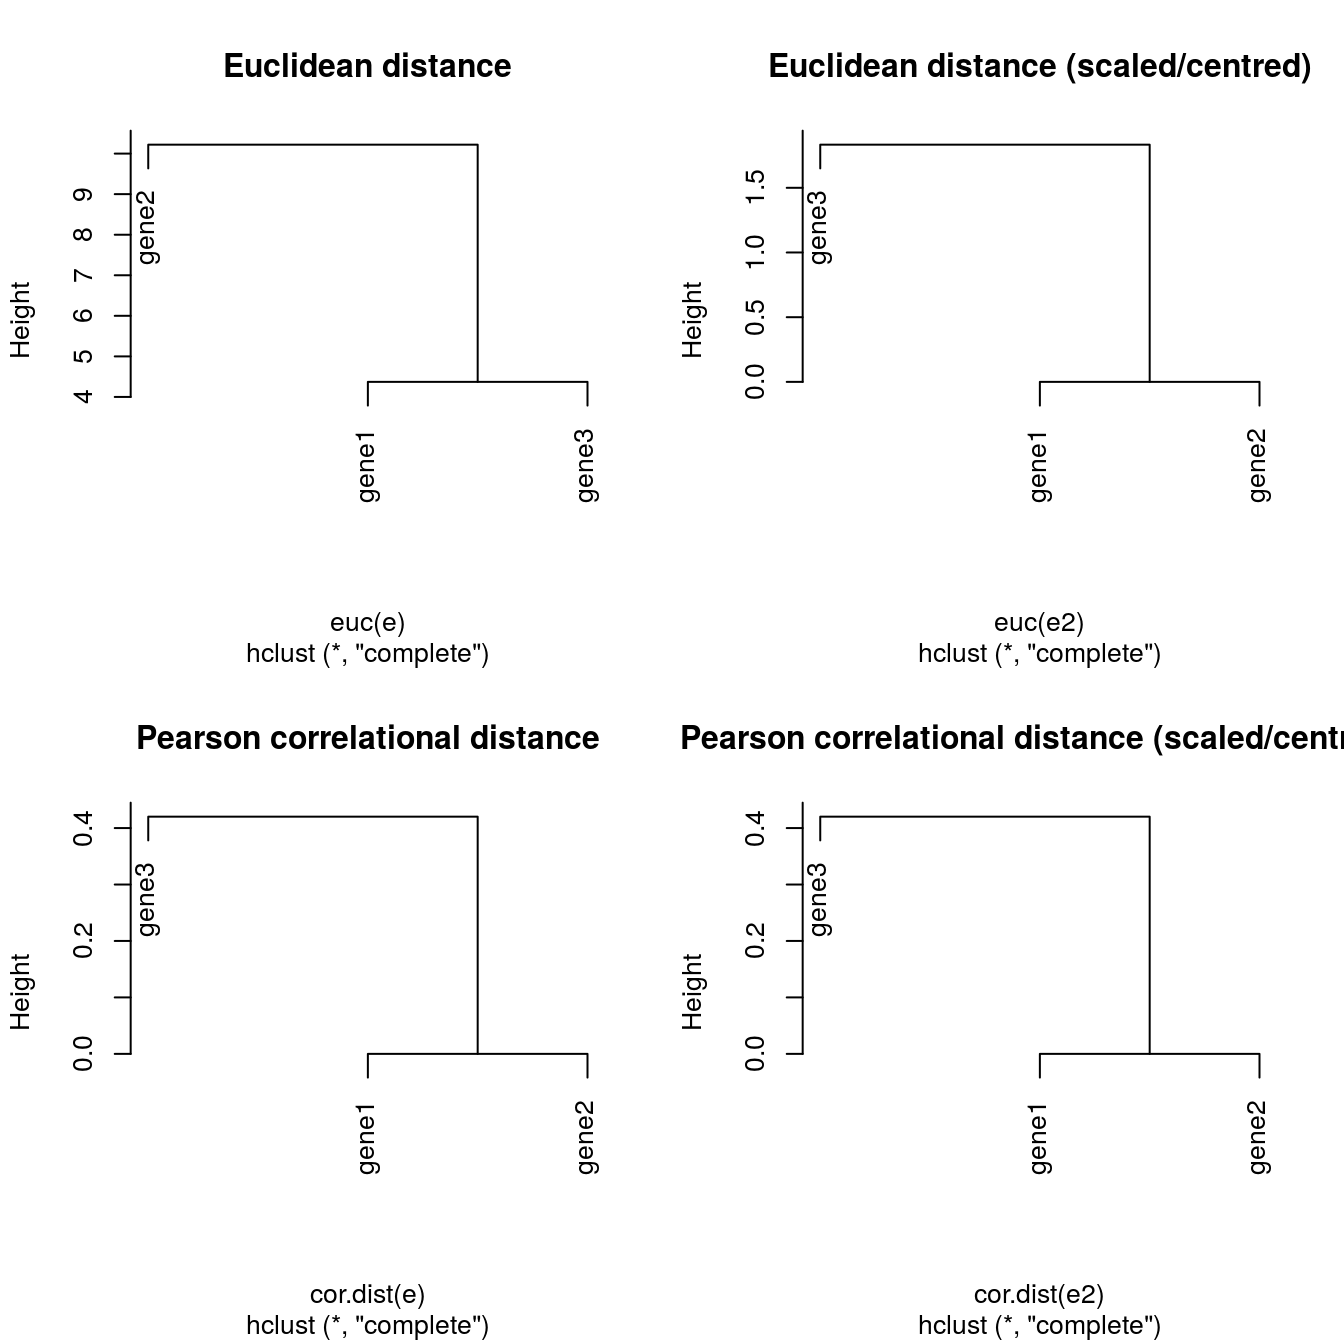 Euclidean distance
Height
4 5 6 7 8 9
gene2
gene1
gene3
euc(e)
hclust (*, "complete")
Euclidean distance (scaled/centred)
Height
0.0 0.5 1.0 1.5
gene3
gene1
gene2
euc(e2)
hclust (*, "complete")
Pearson correlational distance
Height
0.0 0.2 0.4
gene3
gene1
gene2
cor.dist(e)
hclust (*, "complete")
Pearson correlational distance (scaled/centr
Height
0.0 0.2 0.4
gene3
gene1
gene2
cor.dist(e2)
hclust (*, "complete")